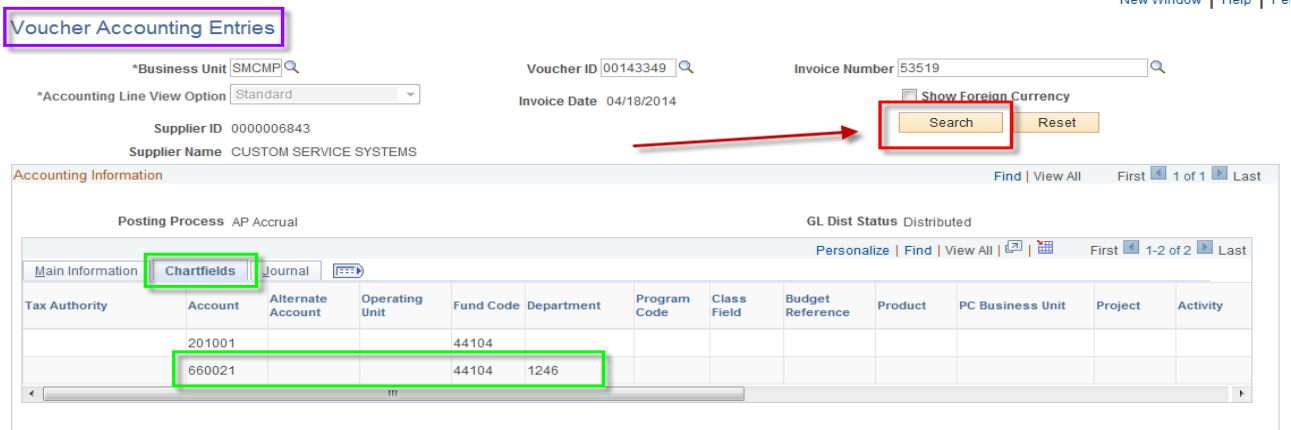 New Window | Help | Per
Voucher Accounting Entries
*Business Unit SMCMP Voucher ID 00143349 Invoice Number 53519
*Accounting Line View Option Standard Invoice Date 04/18/2014 Show Foreign Currency
Supplier ID 0000006843 Search Reset
Supplier Name CUSTOM SERVICE SYSTEMS
Accounting Information Find | View All First 1 of 1 Last
Posting Process AP Accrual GL Dist Status Distributed
Personalize | Find | View All | | First 1-2 of 2 Last
Main Information Chartfields Journal
Tax Authority Account Alternate Account Operating Unit Fund Code Department Program Code Class Field Budget Reference Product PC Business Unit Project Activity
201001 44104
660021 44104 1246